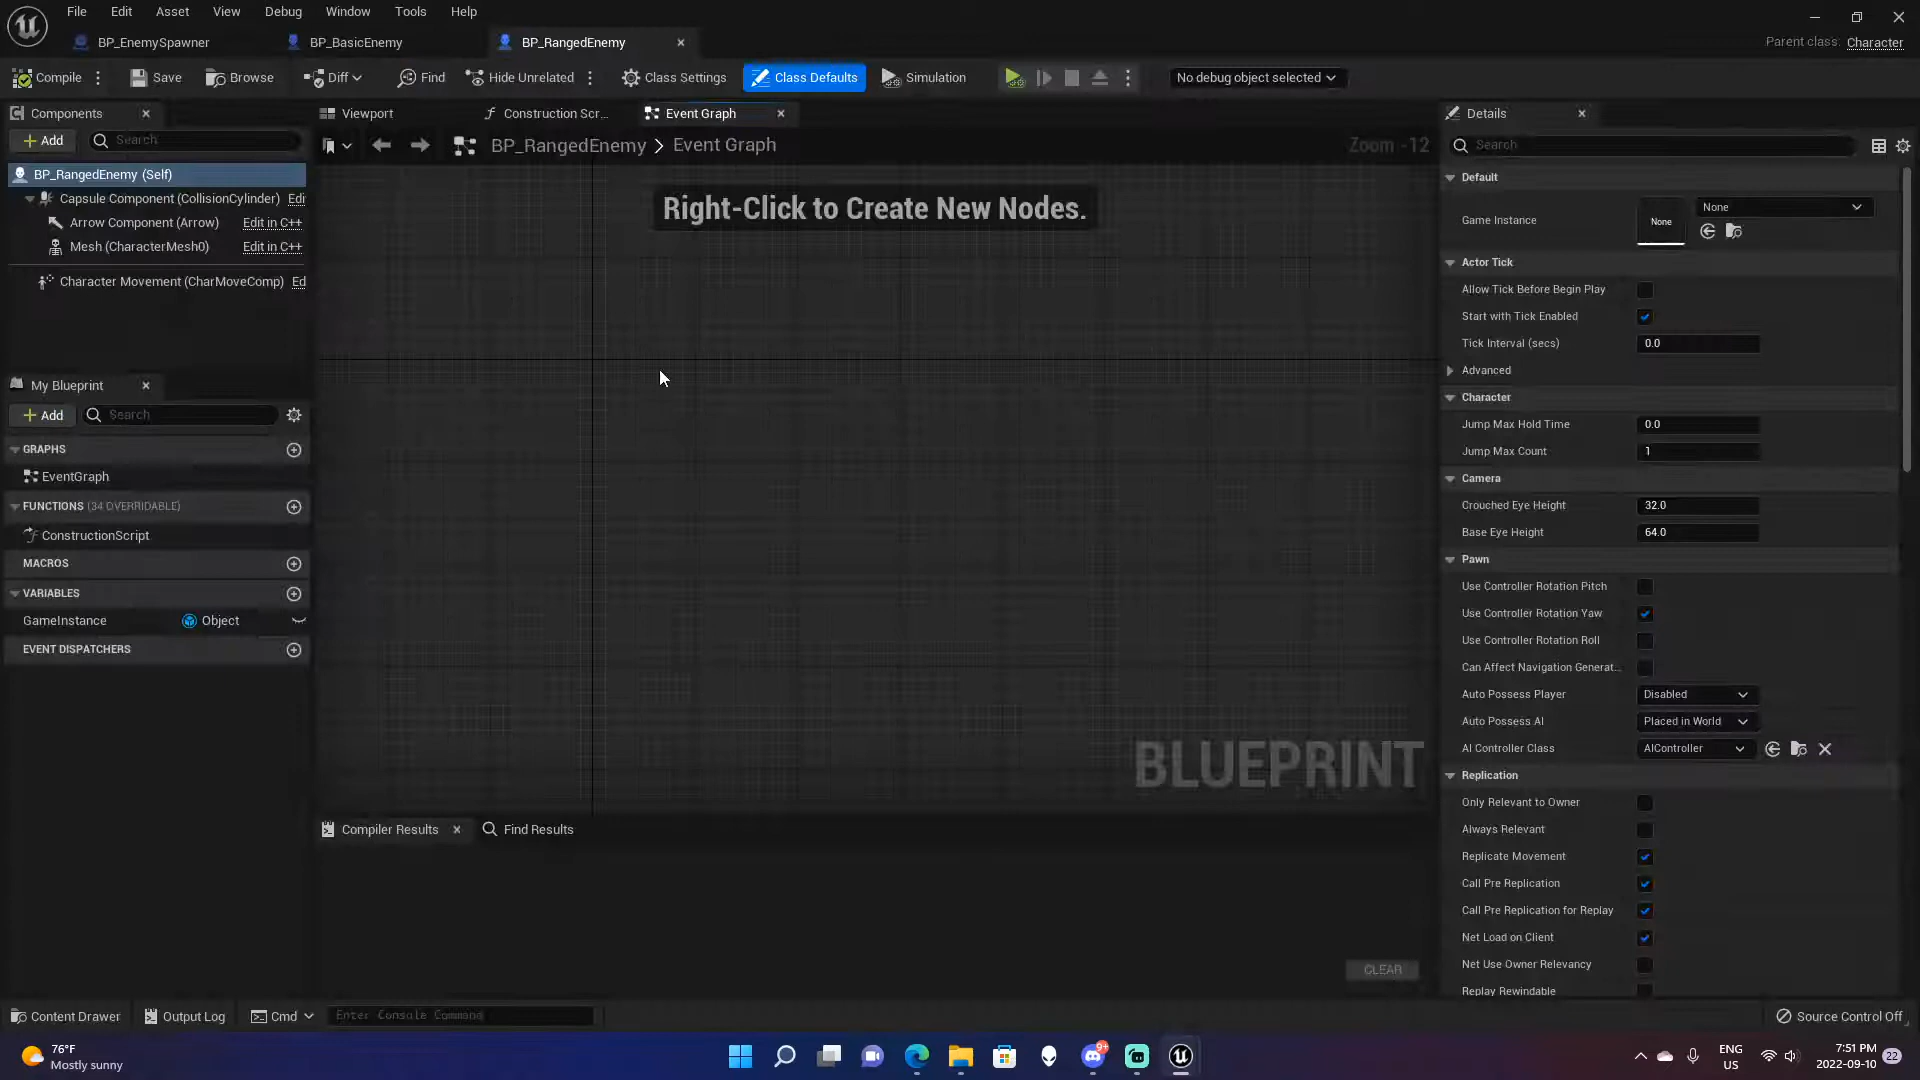 File Edit Asset View Debug Window Tools Help
BP_EnemySpawner BP_BasicEnemy BP_RangedEnemy
Parent class: Character
Compile Save Browse Diff Find Hide Unrelated Class Settings Class Defaults Simulation No debug object selected
Components
Add Search
BP_RangedEnemy (Self)
Capsule Component (CollisionCylinder) Edi
Arrow Component (Arrow) Edit in C++
Mesh (CharacterMesh0) Edit in C++
Character Movement (CharMoveComp) Ed
My Blueprint
Add Search
GRAPHS
EventGraph
FUNCTIONS (34 OVERRIDABLE)
ConstructionScript
MACROS
VARIABLES
GameInstance Object
EVENT DISPATCHERS
Viewport Construction Scr... Event Graph
BP_RangedEnemy > Event Graph Zoom -12
Right-Click to Create New Nodes.
BLUEPRINT
Compiler Results Find Results
CLEAR
Details
Search
Default
Game Instance None None
Actor Tick
Allow Tick Before Begin Play
Start with Tick Enabled
Tick Interval (secs) 0.0
Advanced
Character
Jump Max Hold Time 0.0
Jump Max Count 1
Camera
Crouched Eye Height 32.0
Base Eye Height 64.0
Pawn
Use Controller Rotation Pitch
Use Controller Rotation Yaw
Use Controller Rotation Roll
Can Affect Navigation Generat...
Auto Possess Player Disabled
Auto Possess AI Placed in World
AI Controller Class AIController
Replication
Only Relevant to Owner
Always Relevant
Replicate Movement
Call Pre Replication
Call Pre Replication for Replay
Net Load on Client
Net Use Owner Relevancy
Replay Rewindable
Content Drawer Output Log Cmd Enter Console Command Source Control Off
76°F
Mostly sunny
9+
ENG
US
7:51 PM
2022-09-10
22